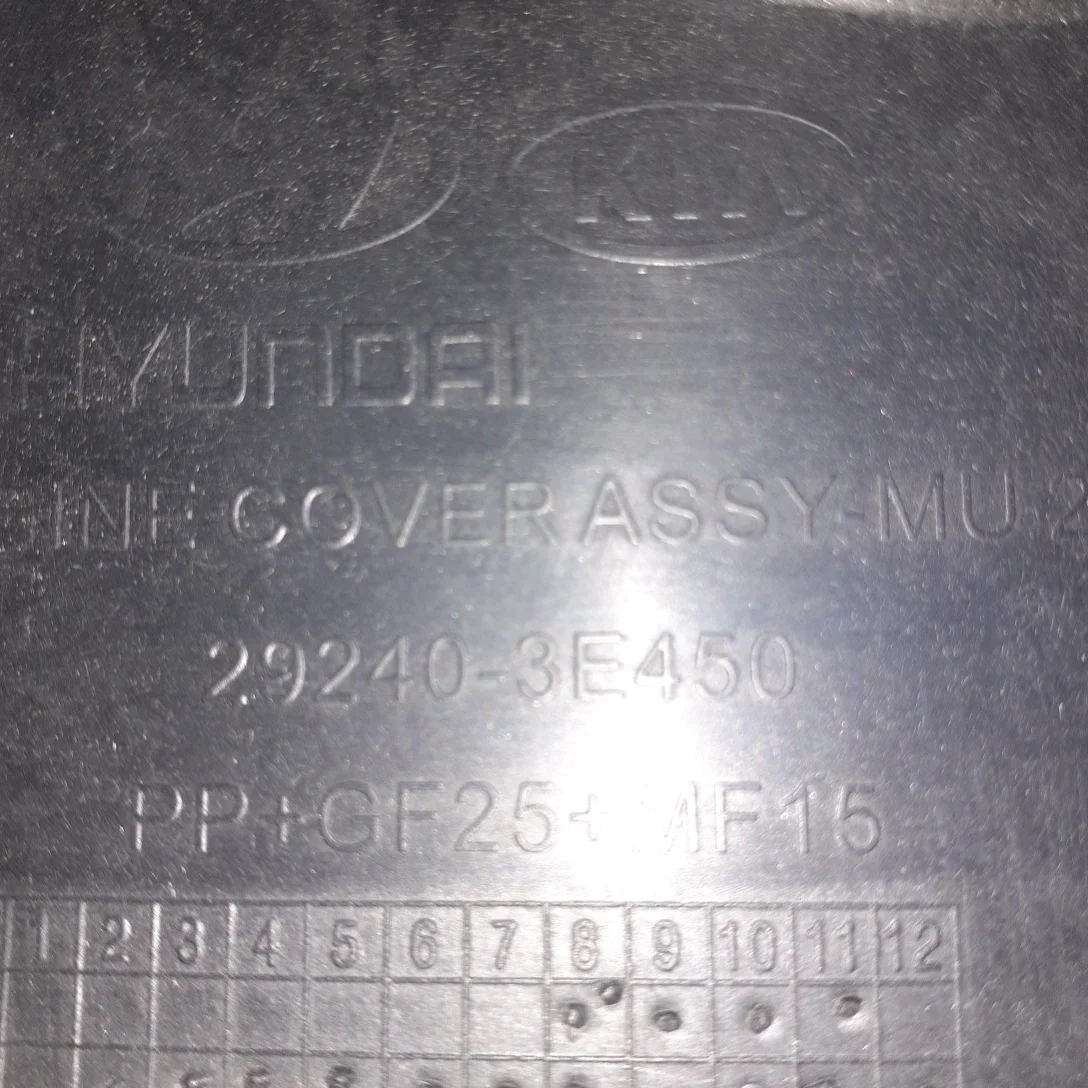 KIA
HYUNDAI
COVER ASSY-MU 2
29240-3E450
PP+GF25+MF15
1 2 3 4 5 6 7 8 9 10 11 12